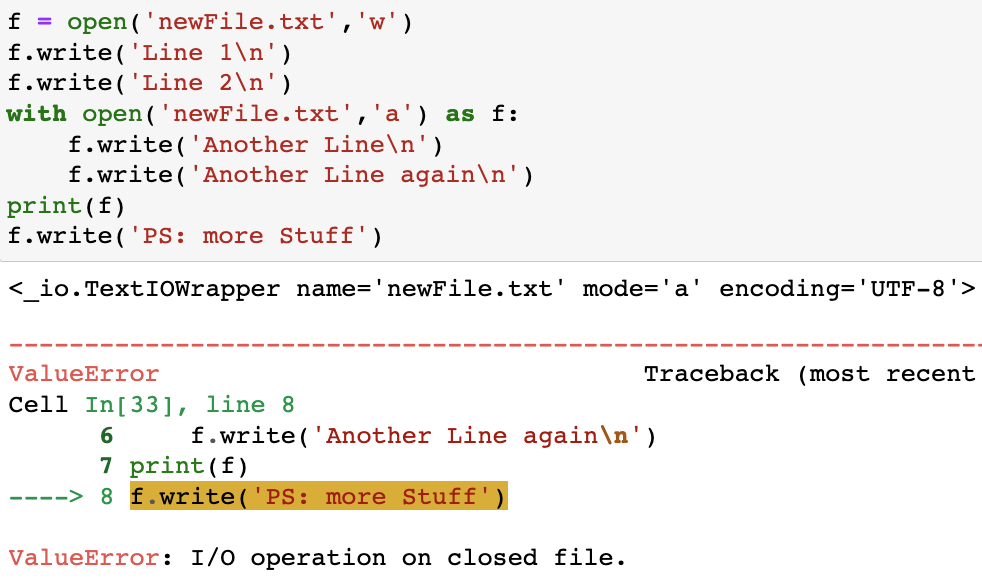 f = open('newFile.txt','w')
f.write('Line 1\n')
f.write('Line 2\n')
with open('newFile.txt','a') as f:
    f.write('Another Line\n')
    f.write('Another Line again\n')
print(f)
f.write('PS: more Stuff')
<_io.TextIOWrapper name='newFile.txt' mode='a' encoding='UTF-8'>
---------------------------------------------------------------------------
ValueError                                Traceback (most recent
Cell In[33], line 8
      6     f.write('Another Line again\n')
      7 print(f)
----> 8 f.write('PS: more Stuff')
ValueError: I/O operation on closed file.